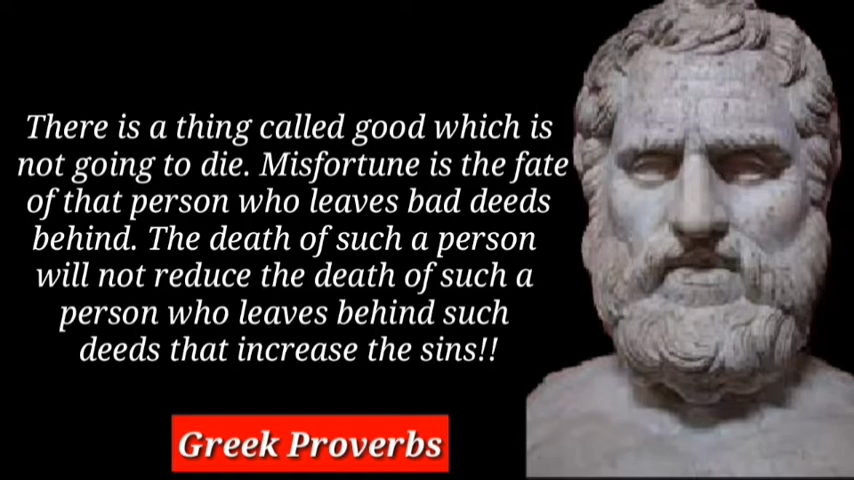 There is a thing called good which is
not going to die. Misfortune is the fate
of that person who leaves bad deeds
behind. The death of such a person
will not reduce the death of such a
person who leaves behind such
deeds that increase the sins!!
Greek Proverbs